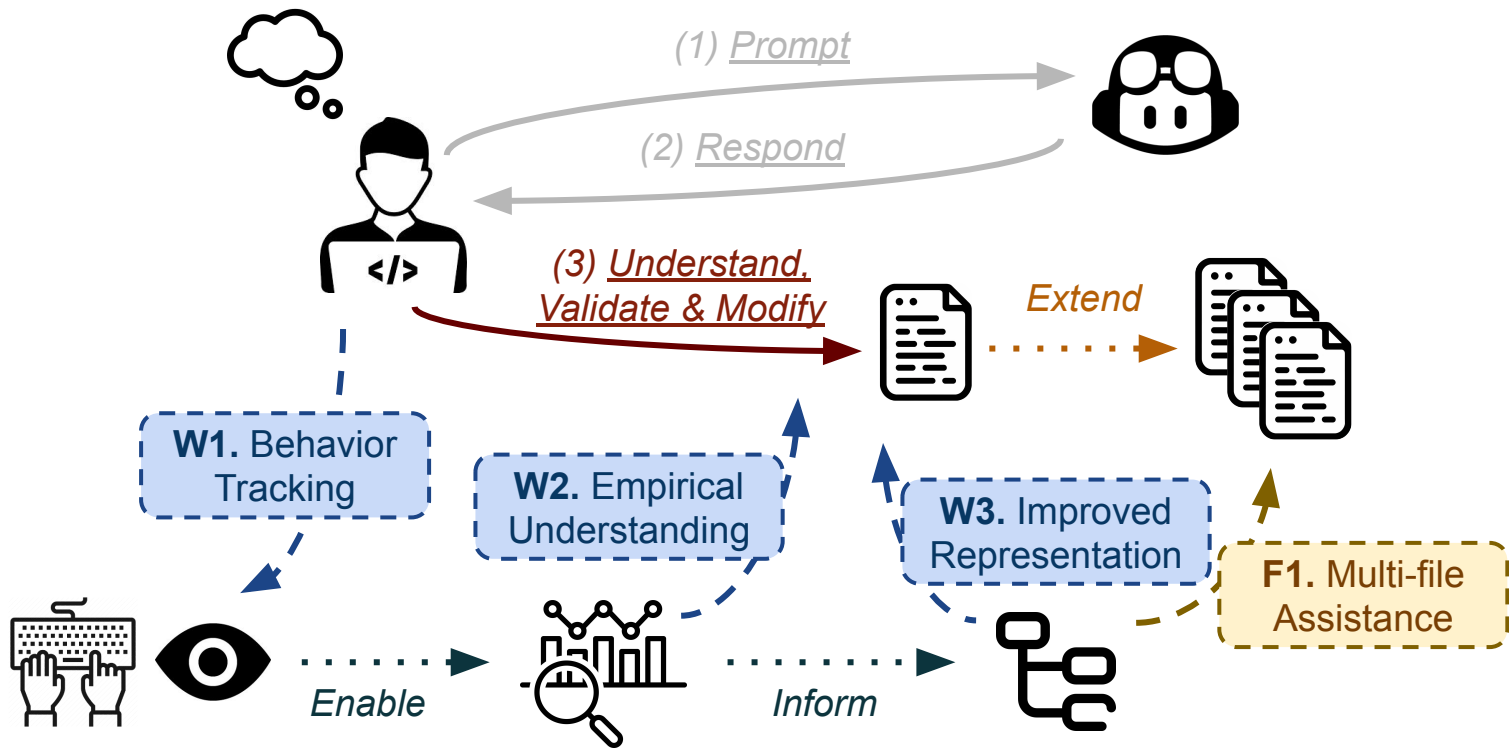 (1) Prompt
(2) Respond
</>
(3) Understand,
Validate & Modify
Extend
W1. Behavior
Tracking
W2. Empirical
Understanding
W3. Improved
Representation
F1. Multi-file
Assistance
Enable
Inform